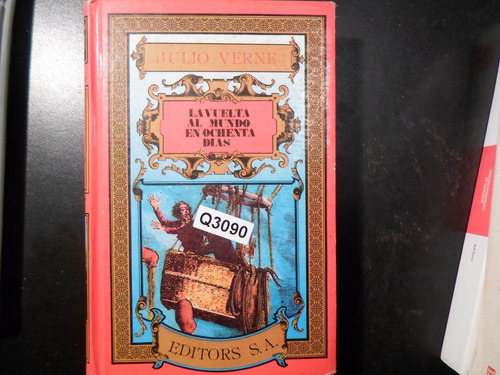 JULIO VERNE
LA VUELTA
AL MUNDO
EN OCHENTA
DIAS
Q3090
EDITORS S.A.